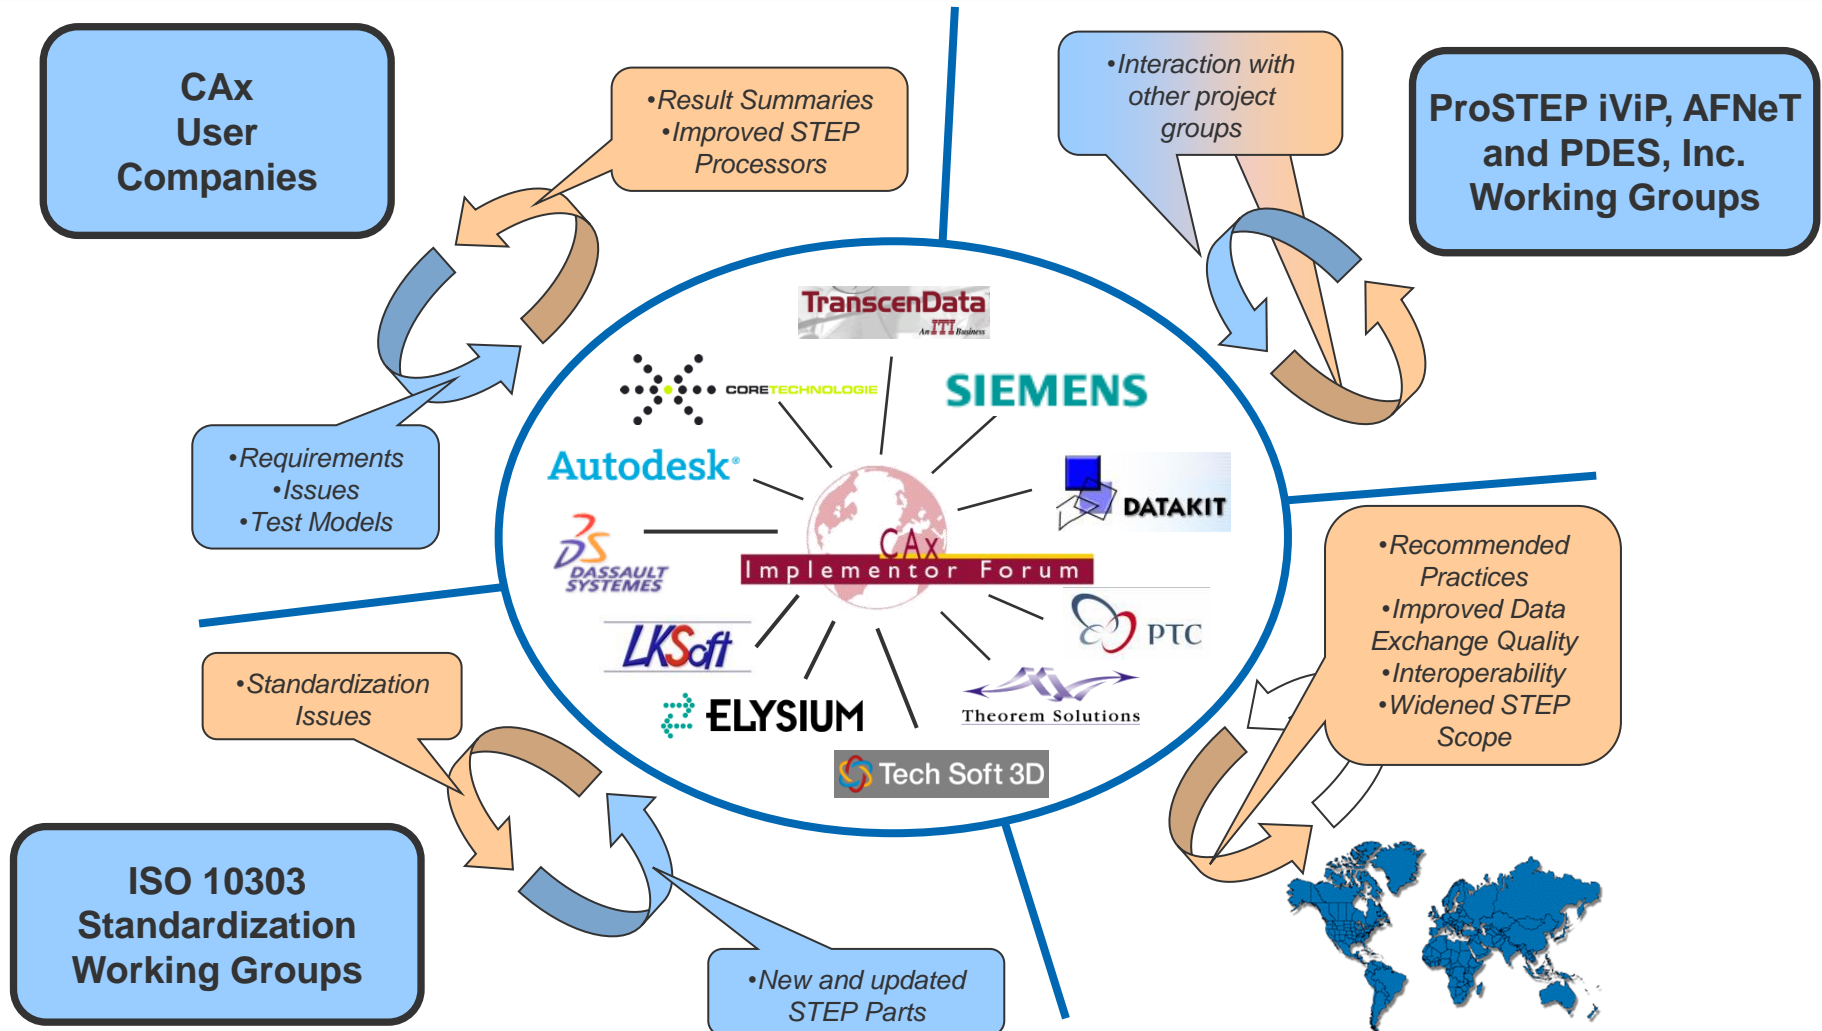 CAx
User
Companies
•Result Summaries
•Improved STEP
Processors
•Interaction with
other project
groups
ProSTEP iViP, AFNeT
and PDES, Inc.
Working Groups
•Requirements
•Issues
•Test Models
TranscenData
An ITI Business
CORETECHNOLOGIE
SIEMENS
Autodesk®
DATAKIT
DASSAULT
SYSTEMES
CAx
Implementor Forum
PTC
LKSoft
Theorem Solutions
ELYSIUM
Tech Soft 3D
•Recommended
Practices
•Improved Data
Exchange Quality
•Interoperability
•Widened STEP
Scope
•Standardization
Issues
ISO 10303
Standardization
Working Groups
•New and updated
STEP Parts